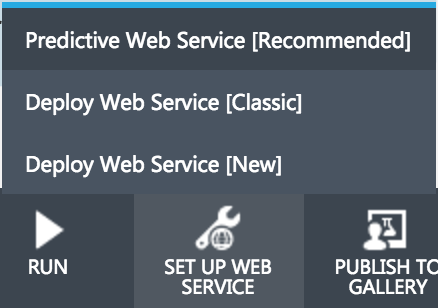 Predictive Web Service [Recommended]
Deploy Web Service [Classic]
Deploy Web Service [New]
RUN
SET UP WEB
SERVICE
PUBLISH TO
GALLERY